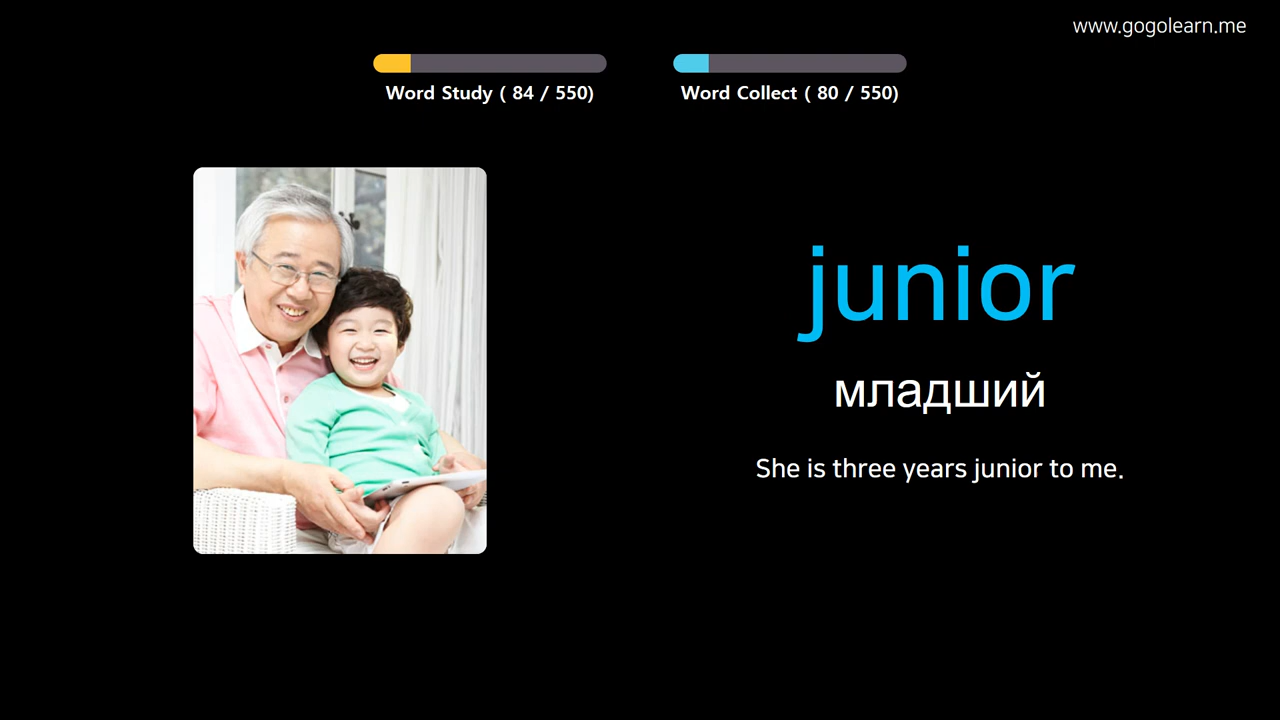 www.gogolearn.me
Word Study ( 84 / 550)
Word Collect ( 80 / 550)
junior
младший
She is three years junior to me.